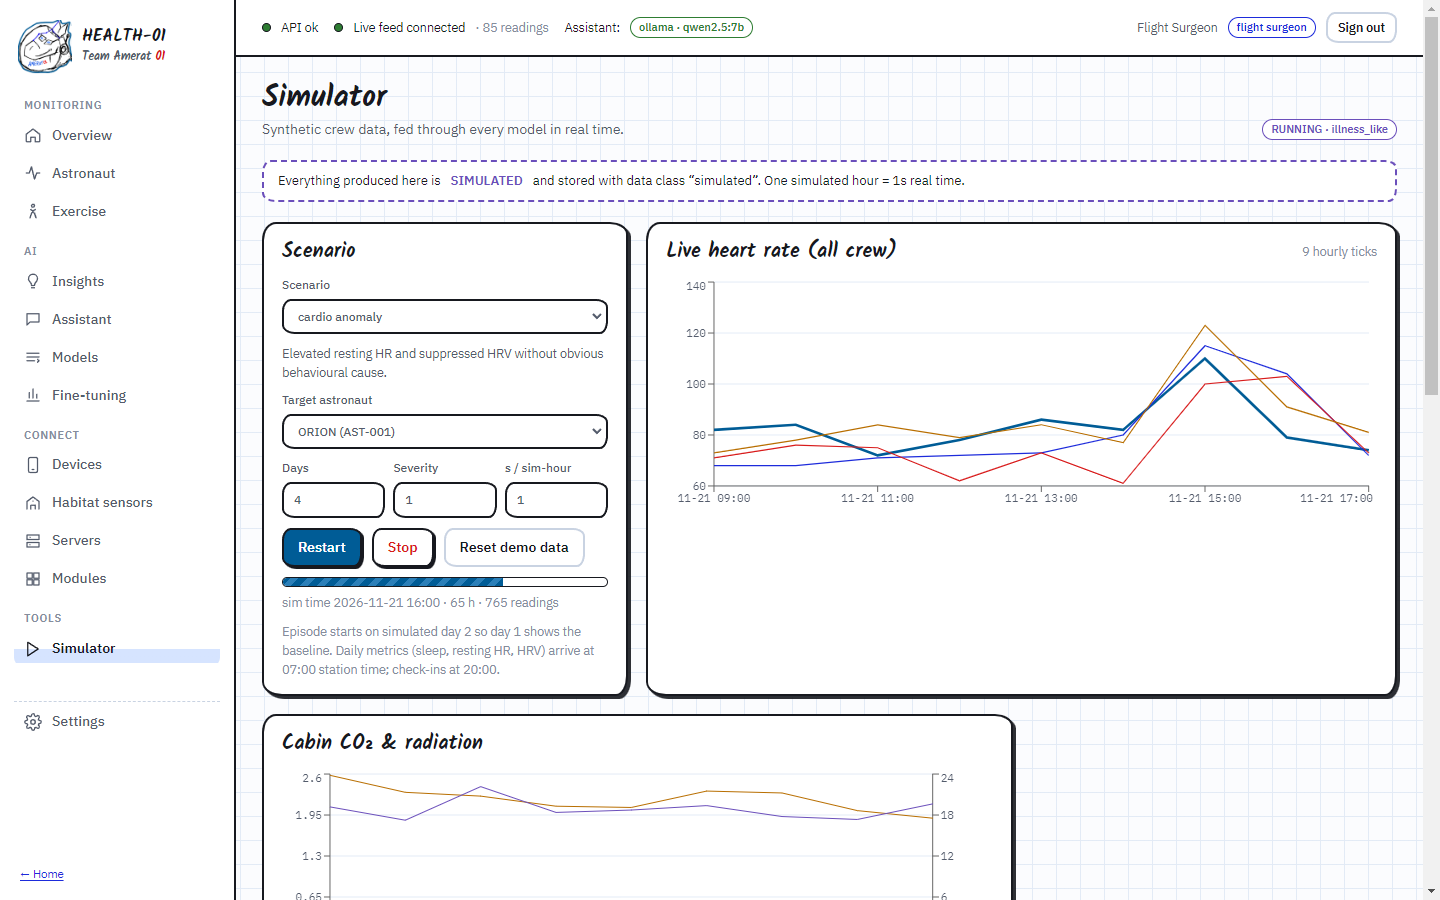 HEALTH-01
Team Amerat 01
MONITORING
Overview
Astronaut
Exercise
AI
Insights
Assistant
Models
Fine-tuning
CONNECT
Devices
Habitat sensors
Servers
Modules
TOOLS
Simulator
Settings
← Home
API ok Live feed connected · 85 readings Assistant: ollama · qwen2.5:7b
Flight Surgeon flight surgeon Sign out
Simulator
Synthetic crew data, fed through every model in real time.
RUNNING · illness_like
Everything produced here is SIMULATED and stored with data class “simulated”. One simulated hour = 1s real time.
Scenario
Scenario
cardio anomaly
Elevated resting HR and suppressed HRV without obvious
behavioural cause.
Target astronaut
ORION (AST-001)
Days Severity s / sim-hour
4 1 1
Restart Stop Reset demo data
sim time 2026-11-21 16:00 · 65 h · 765 readings
Episode starts on simulated day 2 so day 1 shows the
baseline. Daily metrics (sleep, resting HR, HRV) arrive at
07:00 station time; check-ins at 20:00.
Live heart rate (all crew)
9 hourly ticks
140
120
100
80
60
11-21 09:00 11-21 11:00 11-21 13:00 11-21 15:00 11-21 17:00
Cabin CO₂ & radiation
2.6 24
1.95 18
1.3 12
0.65 6